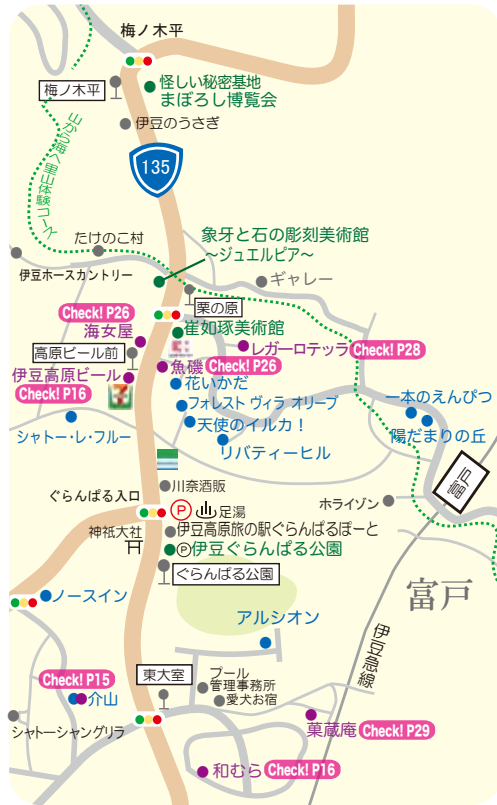 梅ノ木平
梅ノ木平
怪しい秘密基地
まぼろし博覧会
伊豆のうさぎ
135
山から海へ里山体験コース
たけのこ村
象牙と石の彫刻美術館
～ジュエルピア～
伊豆ホースカントリー
ギャレー
Check! P26
栗の原
海女屋
崔如琢美術館
高原ビール前
レガーロテッラ Check! P28
魚磯 Check! P26
伊豆高原ビール
Check! P16
花いかだ
フォレスト ヴィラ オリーブ
一本のえんぴつ
シャトー・レ・フルー
天使のイルカ！
陽だまりの丘
リバティーヒル
富戸
川奈酒販
ぐらんぱる入口
P 足湯
ホライゾン
神祇大社
伊豆高原旅の駅ぐらんぱるぽーと
P 伊豆ぐらんぱる公園
ぐらんぱる公園
富戸
ノースイン
アルシオン
伊豆急線
Check! P15
東大室
プール
管理事務所
介山
愛犬お宿
シャトーシャングリラ
菓蔵庵 Check! P29
和むら Check! P16